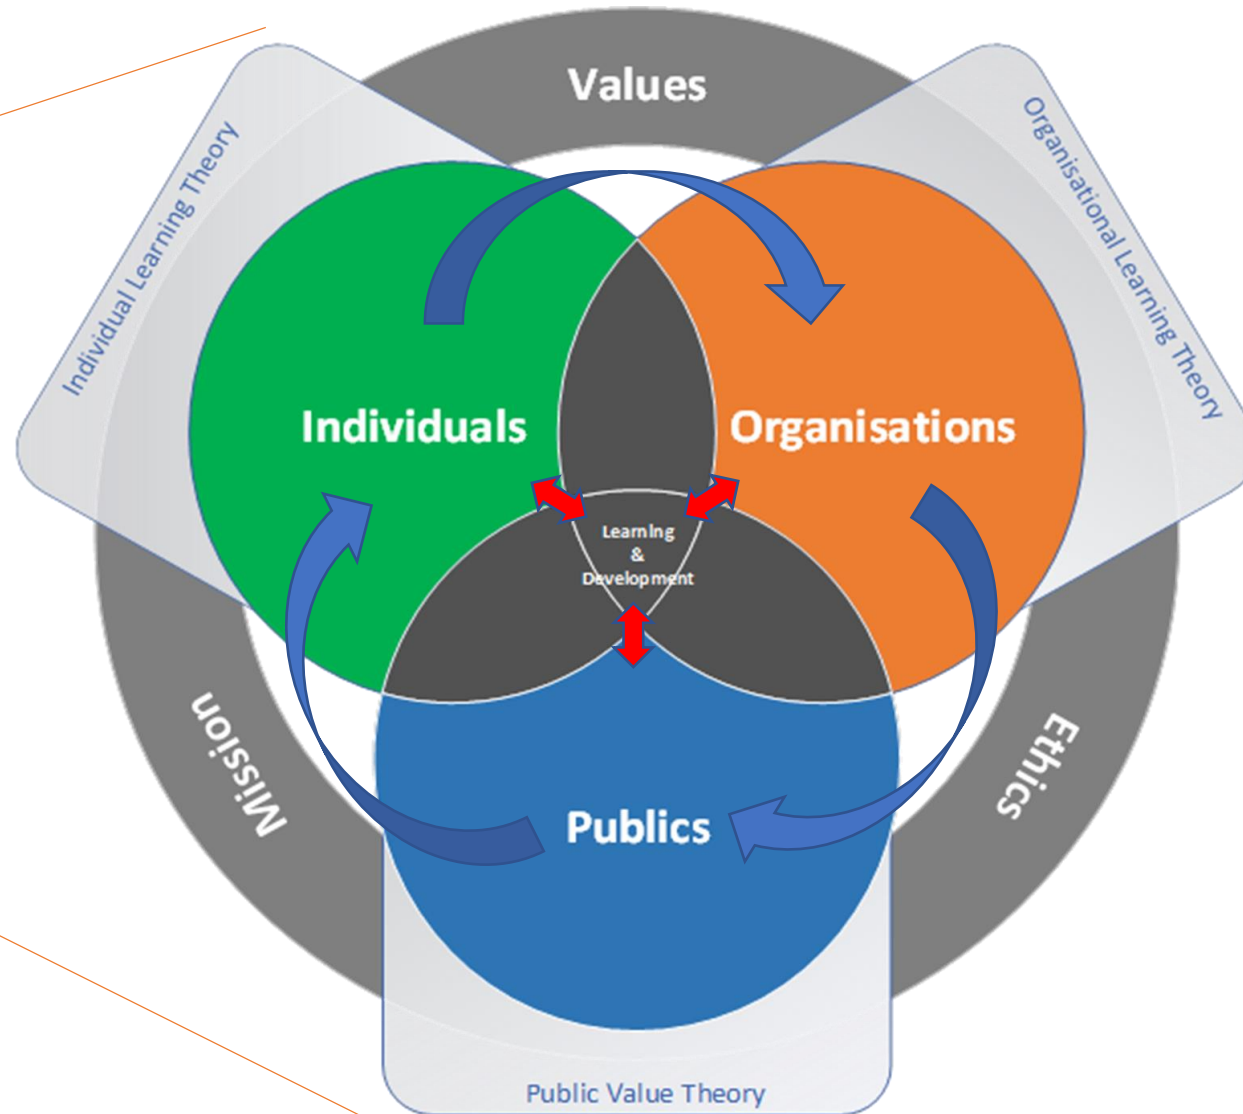 Values
Individual Learning Theory
Organisational Learning Theory
Individuals
Organisations
Learning
&
Development
Mission
Ethics
Publics
Public Value Theory